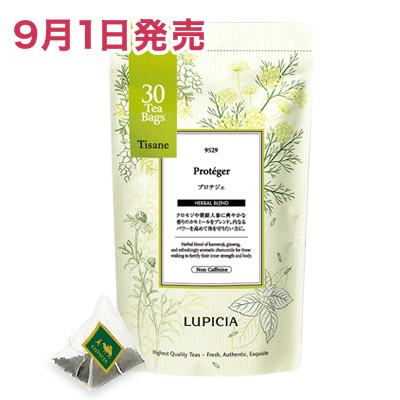 9月1日発売
30
Tea
Bags
Tisane
9529
Protéger
プロテジェ
HERBAL BLEND
クロモジや朝鮮人参に爽やかな
香りのカモミールをブレンド。内なる
パワーを高めて体を守りたい方に。
Herbal blend of kuromoji, ginseng,
and refreshingly aromatic chamomile for those
wishing to fortify their inner strength and body.
Non Caffeine
LUPICIA
LUPICIA
Highest Quality Teas – Fresh, Authentic, Exquisite